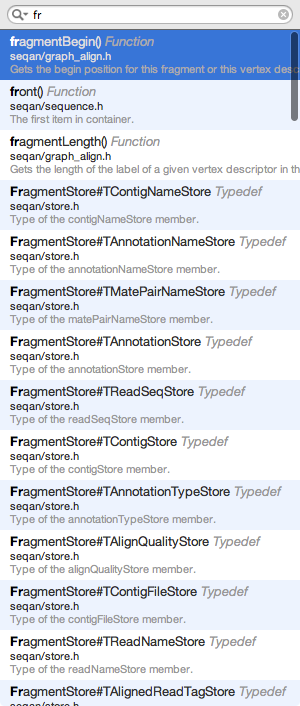 fr
fragmentBegin() Function
seqan/graph_align.h
Gets the begin position for this fragment or this vertex desc
front() Function
seqan/sequence.h
The first item in container.
fragmentLength() Function
seqan/graph_align.h
Gets the length of the label of a given vertex descriptor in th
FragmentStore#TContigNameStore Typedef
seqan/store.h
Type of the contigNameStore member.
FragmentStore#TAnnotationNameStore Typedef
seqan/store.h
Type of the annotationNameStore member.
FragmentStore#TMatePairNameStore Typedef
seqan/store.h
Type of the matePairNameStore member.
FragmentStore#TAnnotationStore Typedef
seqan/store.h
Type of the annotationStore member.
FragmentStore#TReadSeqStore Typedef
seqan/store.h
Type of the readSeqStore member.
FragmentStore#TContigStore Typedef
seqan/store.h
Type of the contigStore member.
FragmentStore#TAnnotationTypeStore Typedef
seqan/store.h
Type of the annotationTypeStore member.
FragmentStore#TAlignQualityStore Typedef
seqan/store.h
Type of the alignQualityStore member.
FragmentStore#TContigFileStore Typedef
seqan/store.h
Type of the contigFileStore member.
FragmentStore#TReadNameStore Typedef
seqan/store.h
Type of the readNameStore member.
FragmentStore#TAlignedReadTagStore Typedef
seqan/store.h